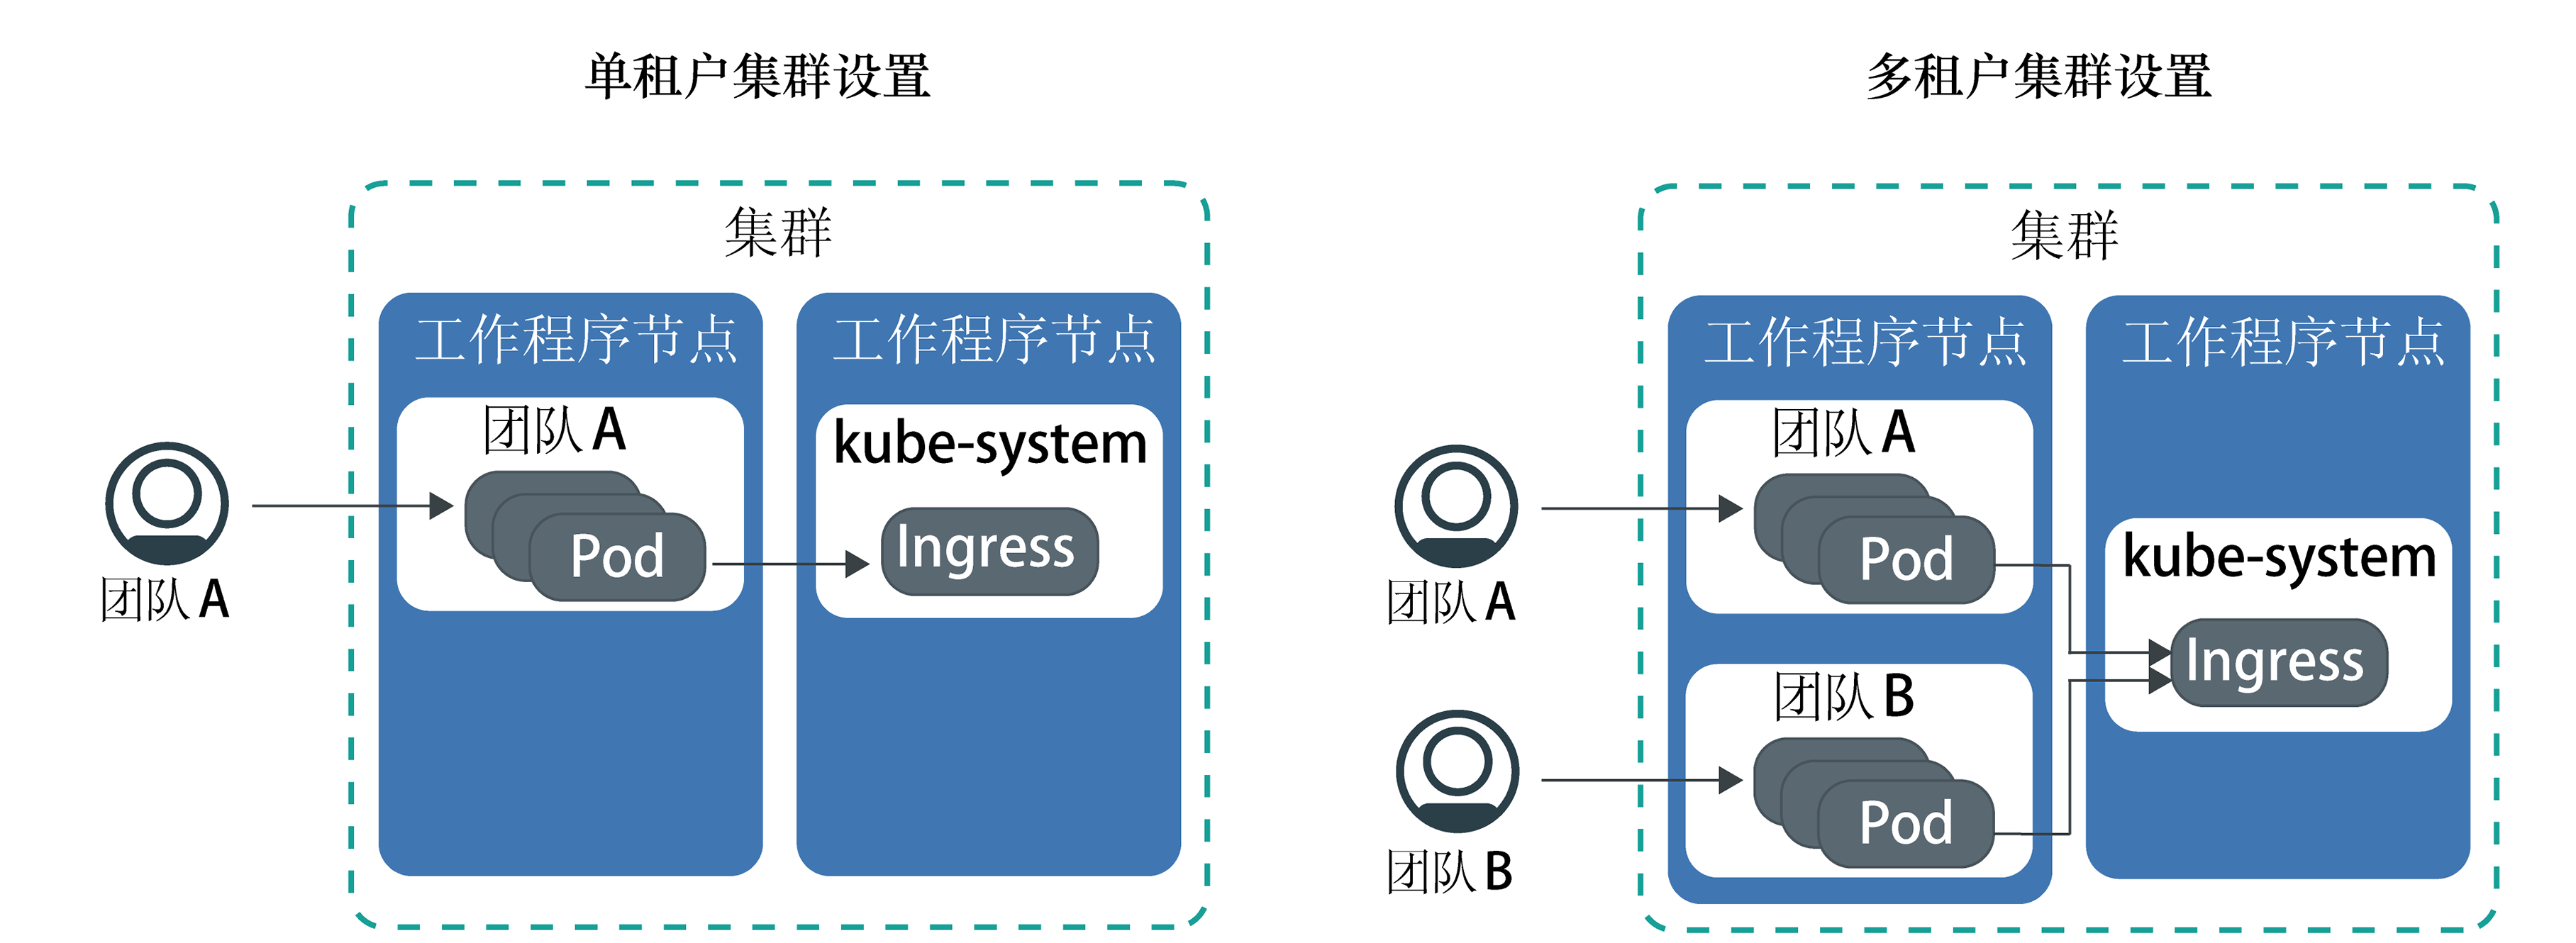 单租户集群设置
集群
工作程序节点
工作程序节点
团队 A
kube-system
Pod
Ingress
团队 A
多租户集群设置
集群
工作程序节点
工作程序节点
团队 A
Pod
kube-system
Ingress
团队 A
团队 B
Pod
团队 B